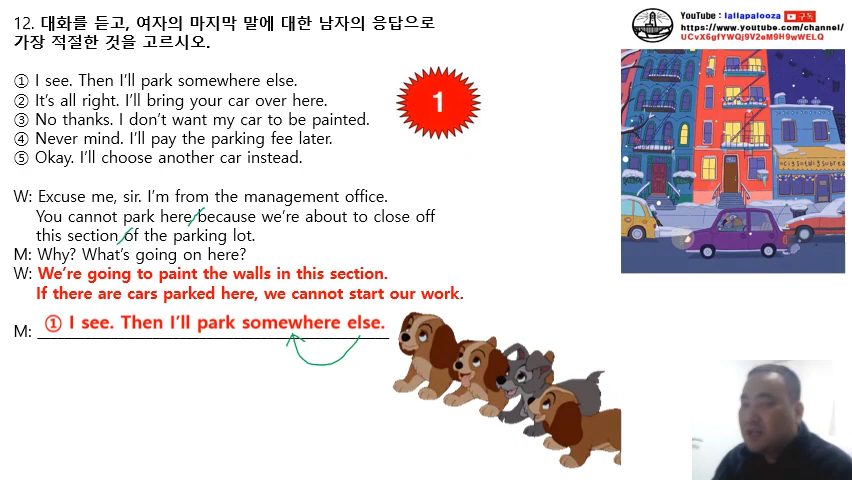 12. 대화를 듣고, 여자의 마지막 말에 대한 남자의 응답으로
가장 적절한 것을 고르시오.
① I see. Then I'll park somewhere else.
② It's all right. I'll bring your car over here.
③ No thanks. I don't want my car to be painted.
④ Never mind. I'll pay the parking fee later.
⑤ Okay. I'll choose another car instead.
1
W: Excuse me, sir. I'm from the management office.
You cannot park here because we're about to close off
this section of the parking lot.
M: Why? What's going on here?
W: We're going to paint the walls in this section.
If there are cars parked here, we cannot start our work.
① I see. Then I'll park somewhere else.
M:
YouTube : lallapalooza 구독
https://www.youtube.com/channel/
UCvX6gfYWQj9V2eM9H9wWELQ